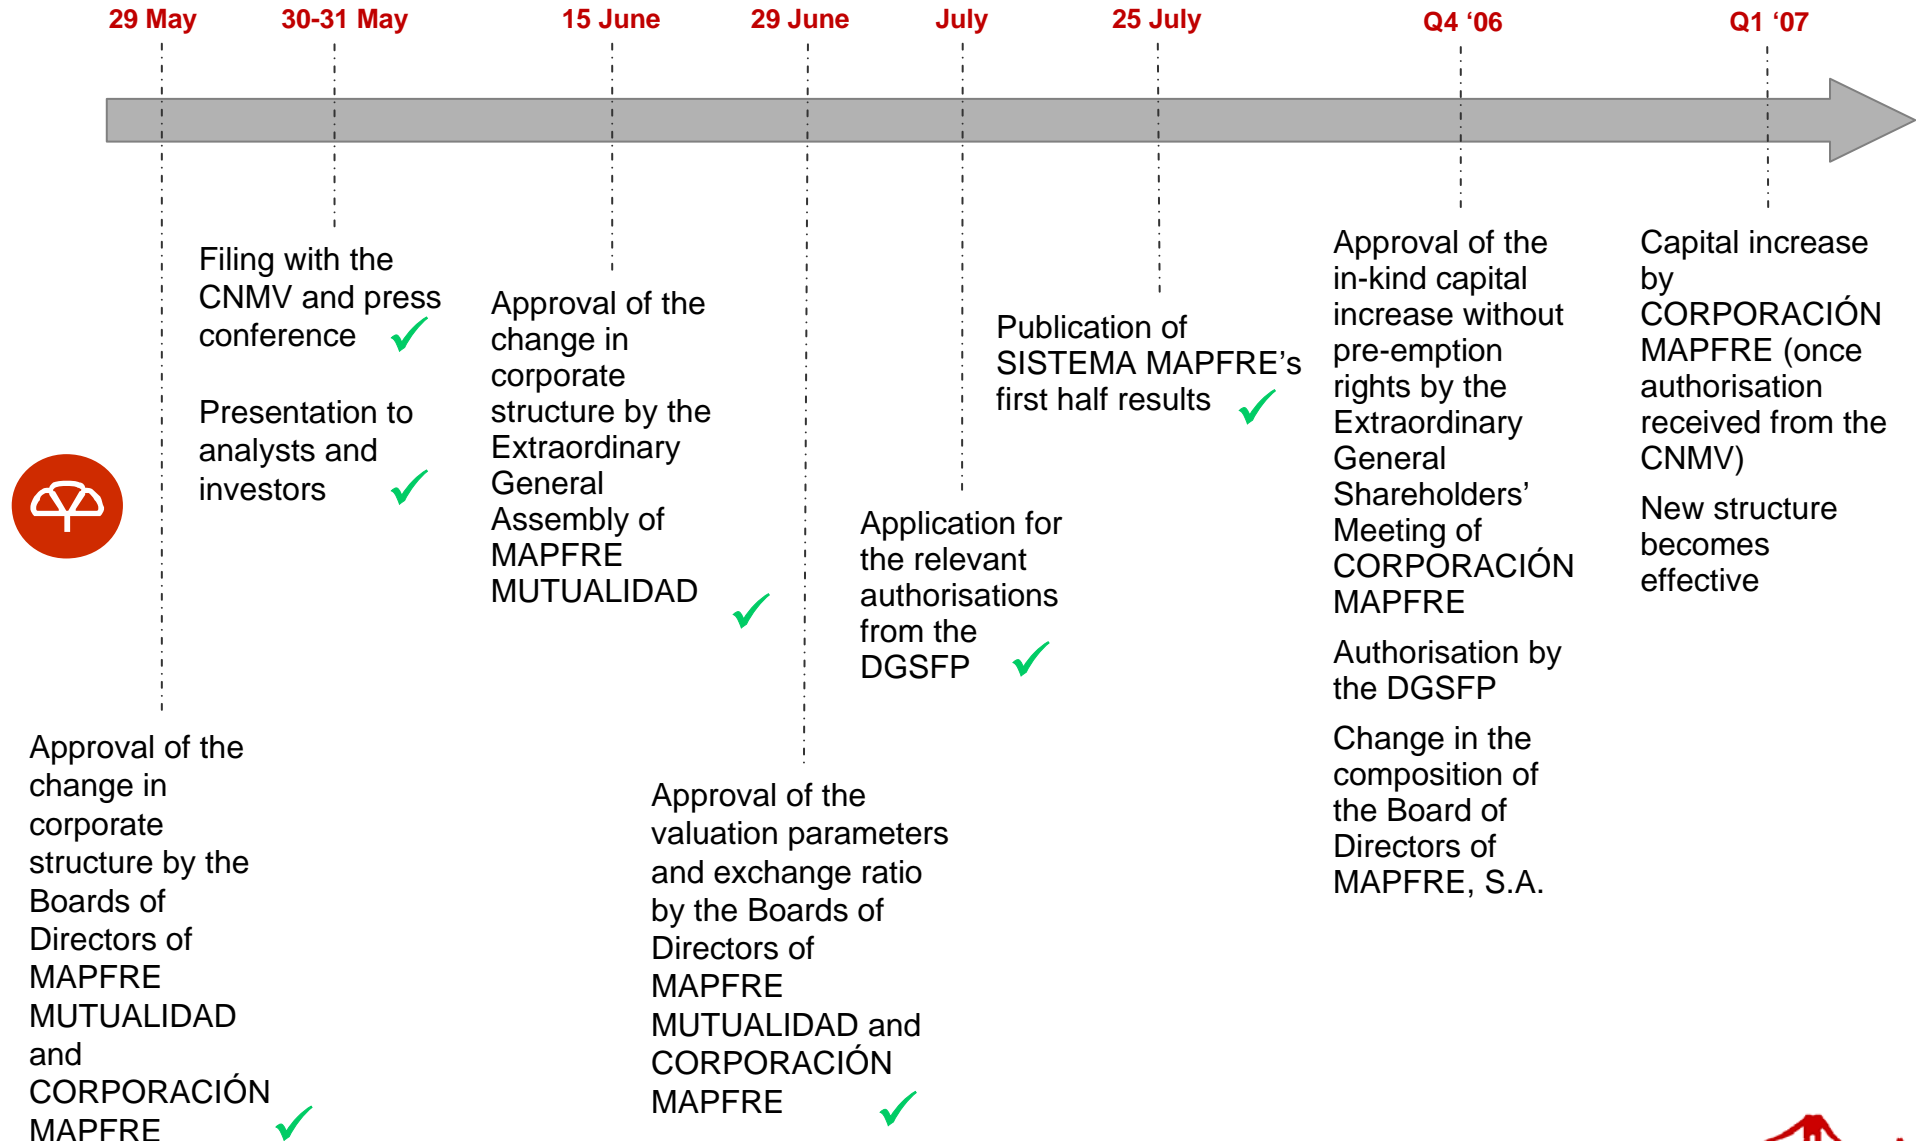 29 May
30-31 May
15 June
29 June
July
25 July
Q4 ‘06
Q1 ‘07
Filing with the
CNMV and press
conference
Presentation to
analysts and
investors
Approval of the
change in
corporate
structure by the
Extraordinary
General
Assembly of
MAPFRE
MUTUALIDAD
Publication of
SISTEMA MAPFRE’s
first half results
Application for
the relevant
authorisations
from the
DGSFP
Approval of the
in-kind capital
increase without
pre-emption
rights by the
Extraordinary
General
Shareholders’
Meeting of
CORPORACIÓN
MAPFRE
Authorisation by
the DGSFP
Change in the
composition of
the Board of
Directors of
MAPFRE, S.A.
Capital increase
by
CORPORACIÓN
MAPFRE (once
authorisation
received from the
CNMV)
New structure
becomes
effective
Approval of the
change in
corporate
structure by the
Boards of
Directors of
MAPFRE
MUTUALIDAD
and
CORPORACIÓN
MAPFRE
Approval of the
valuation parameters
and exchange ratio
by the Boards of
Directors of
MAPFRE
MUTUALIDAD and
CORPORACIÓN
MAPFRE